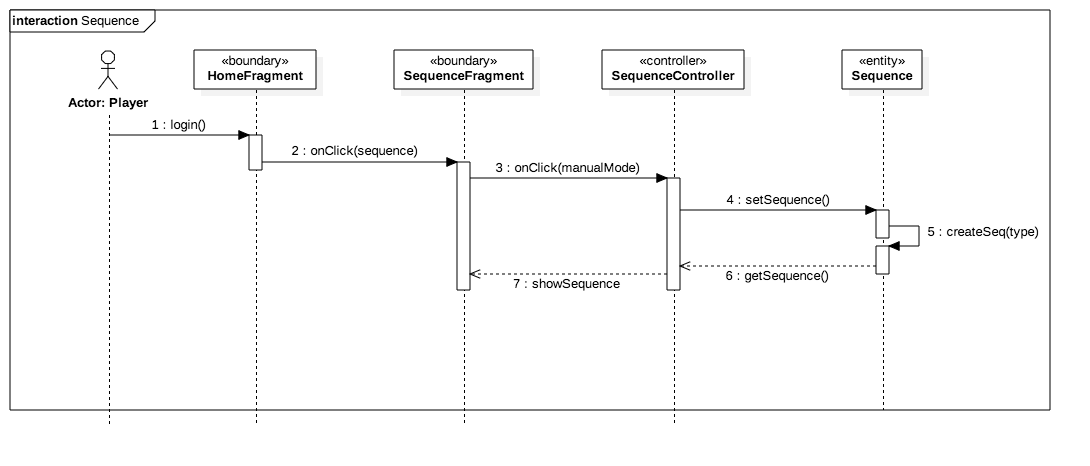 interaction Sequence
«boundary»
HomeFragment
«boundary»
SequenceFragment
«controller»
SequenceController
«entity»
Sequence
Actor: Player
1 : login()
2 : onClick(sequence)
3 : onClick(manualMode)
4 : setSequence()
5 : createSeq(type)
6 : getSequence()
7 : showSequence